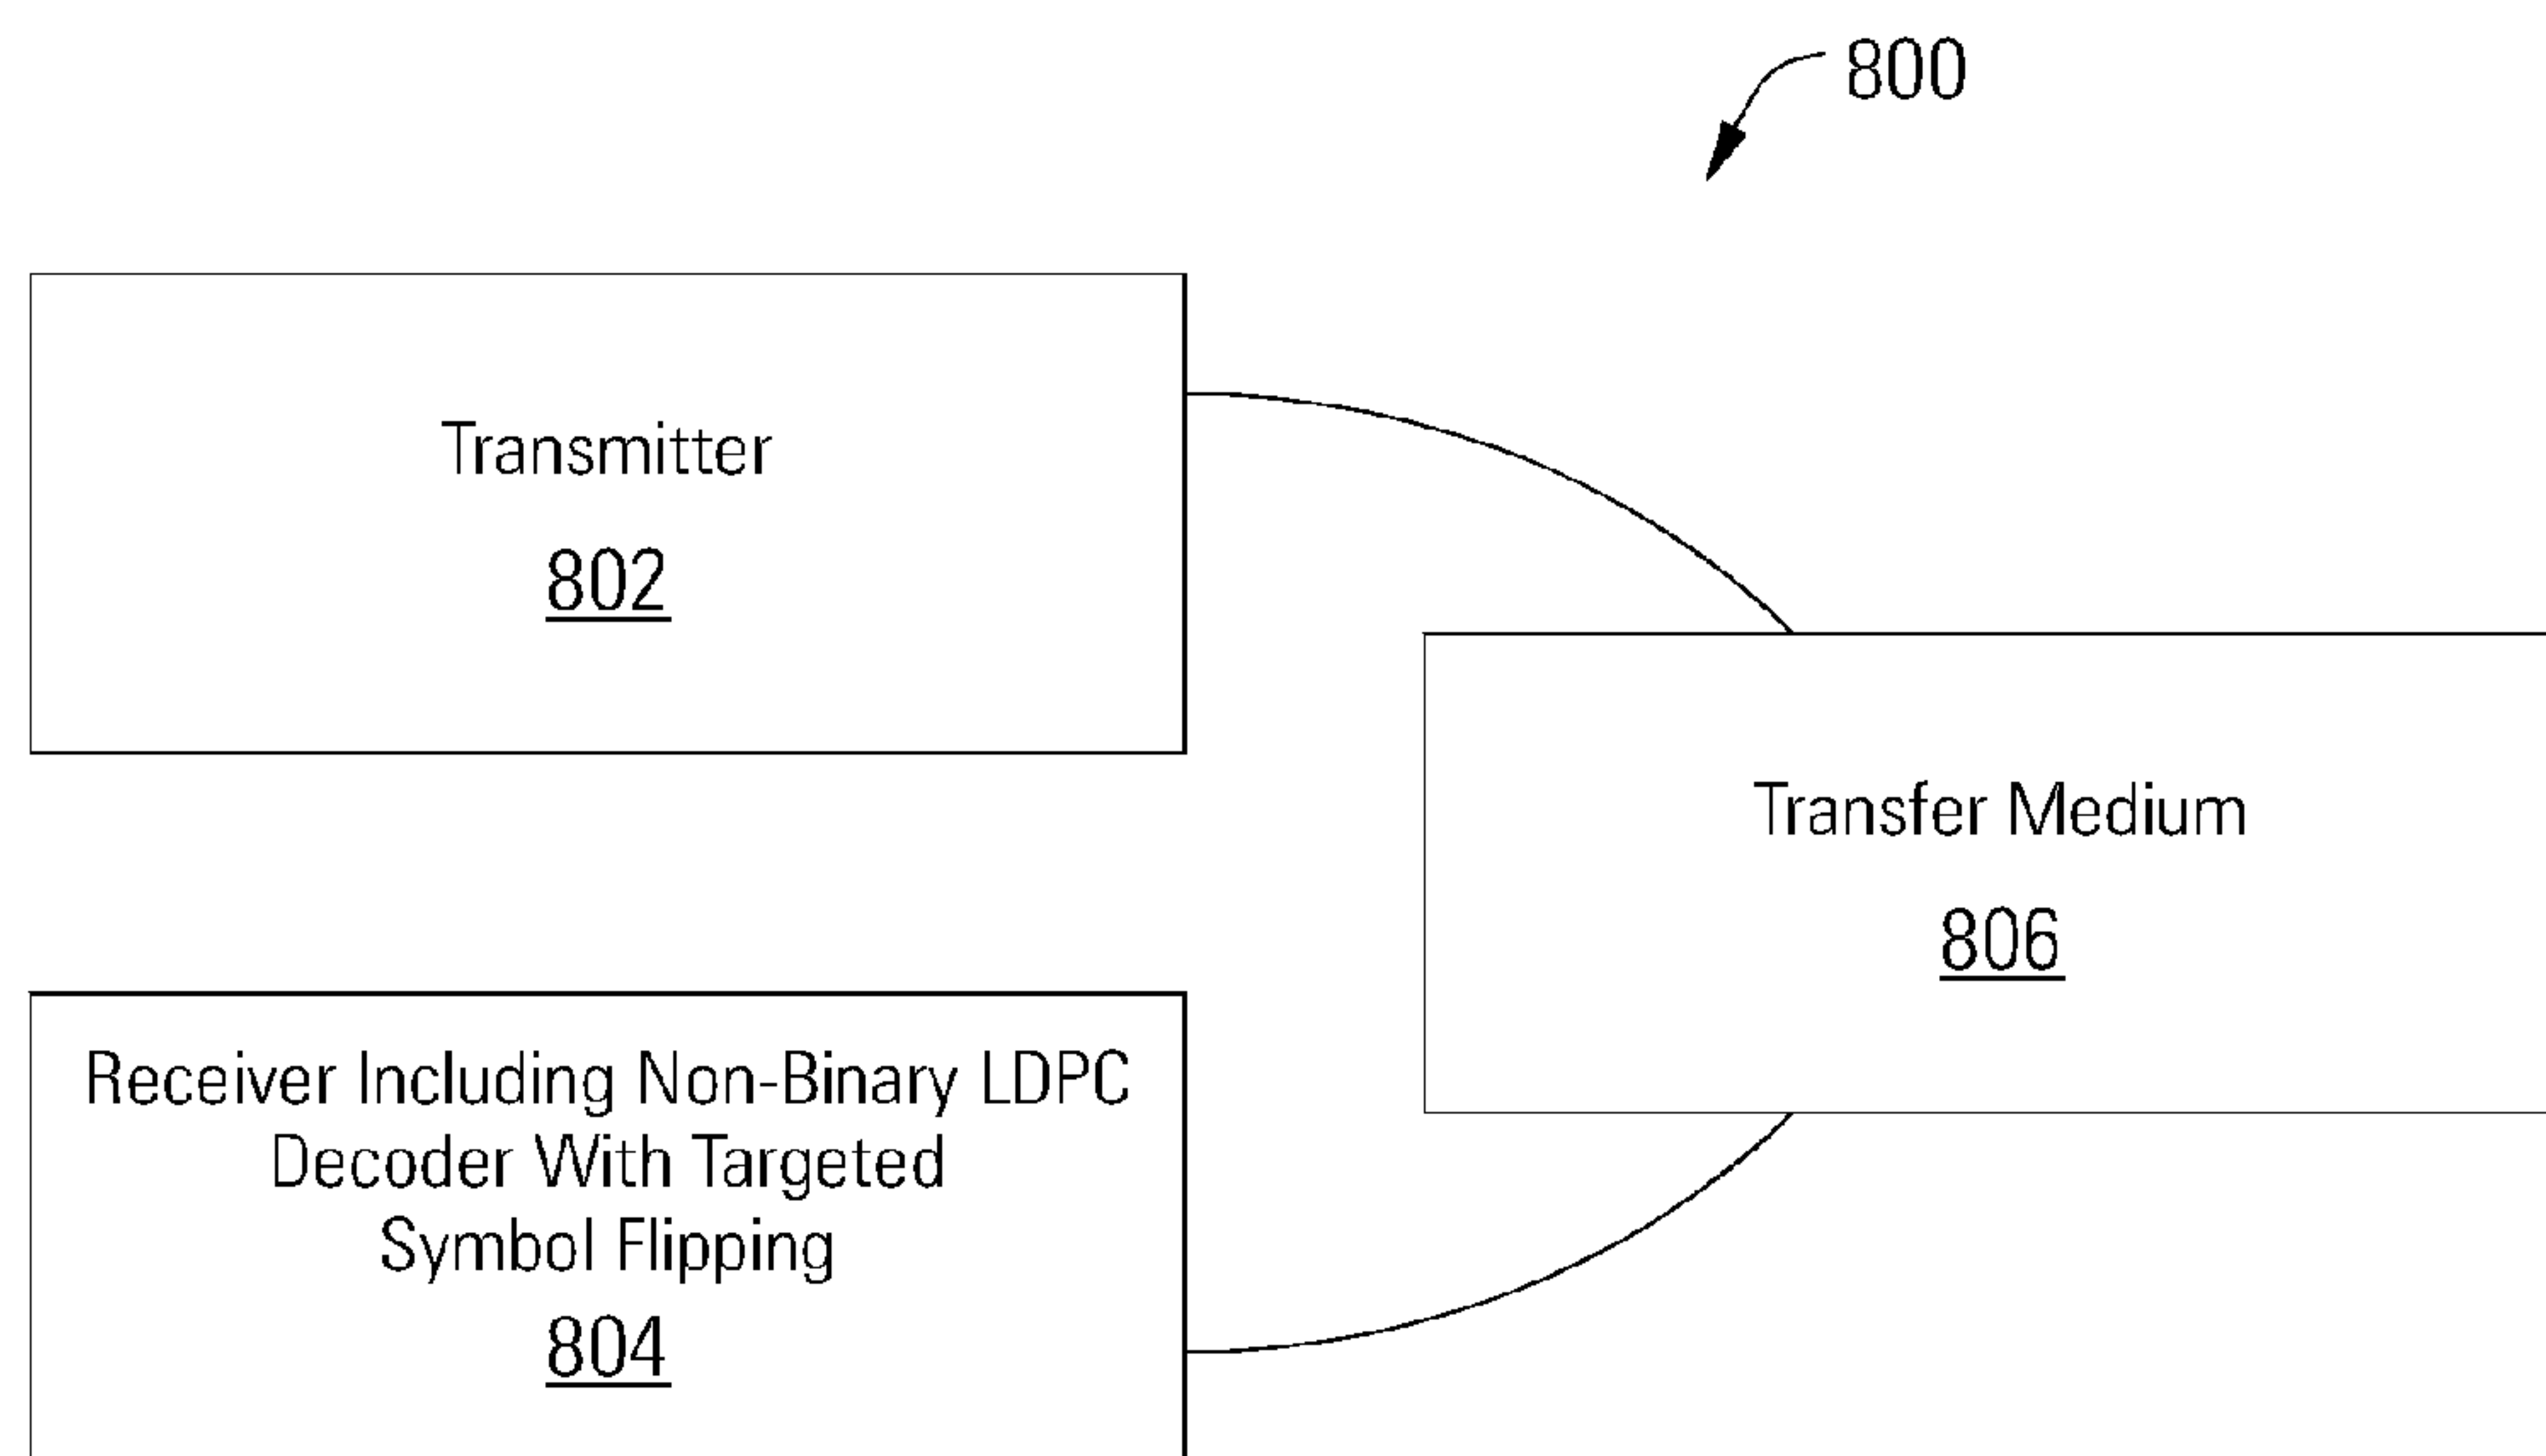 800
Transmitter
802
Transfer Medium
806
Receiver Including Non-Binary LDPC
Decoder With Targeted
Symbol Flipping
804